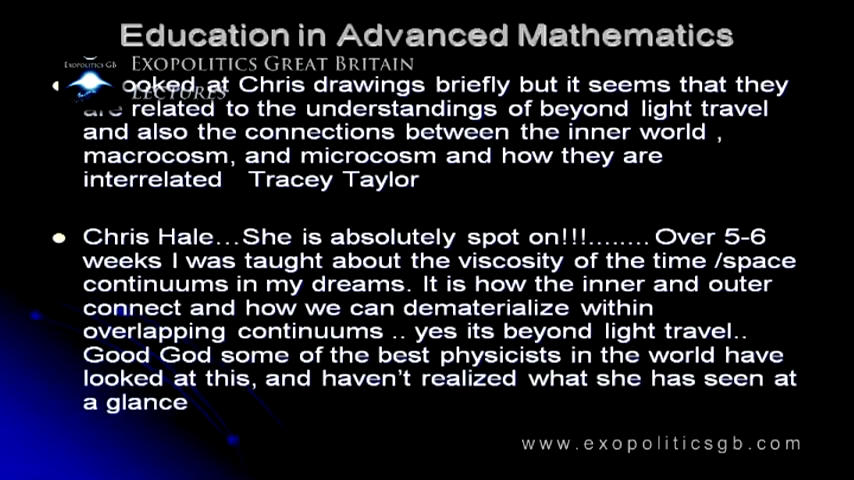 Education in Advanced Mathematics
EXOPOLITICS GB
EXOPOLITICS GREAT BRITAIN
LECTURES
ooked at Chris drawings briefly but it seems that they
are related to the understandings of beyond light travel
and also the connections between the inner world ,
macrocosm, and microcosm and how they are
interrelated Tracey Taylor
Chris Hale...She is absolutely spot on!!!........ Over 5-6
weeks I was taught about the viscosity of the time /space
continuums in my dreams. It is how the inner and outer
connect and how we can dematerialize within
overlapping continuums .. yes its beyond light travel..
Good God some of the best physicists in the world have
looked at this, and haven't realized what she has seen at
a glance
www.exopoliticsgb.com